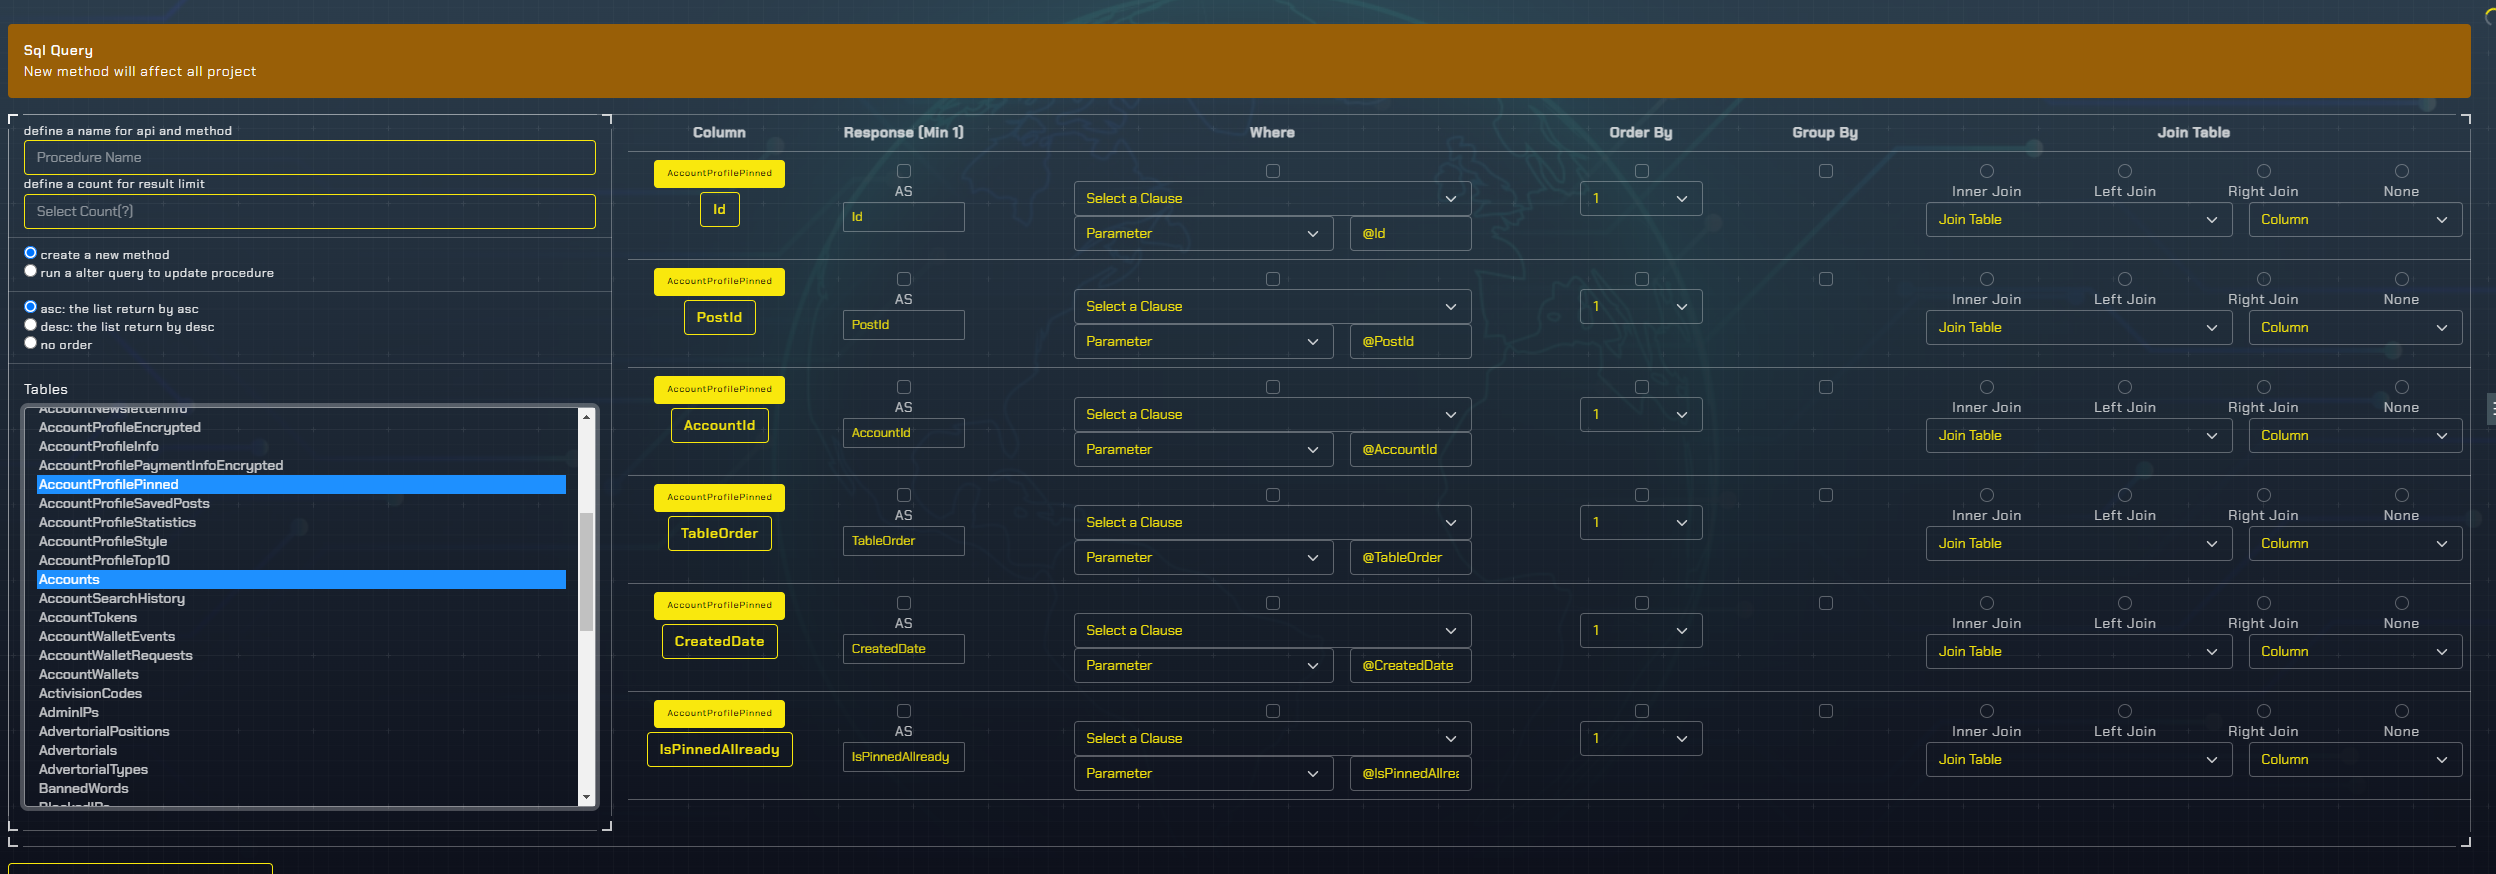 Sql Query
New method will affect all project
define a name for api and method
Procedure Name
define a count for result limit
Select Count(?)
create a new method
run a alter query to update procedure
asc: the list return by asc
desc: the list return by desc
no order
Tables
AccountNewsletterInfo
AccountProfileEncrypted
AccountProfileInfo
AccountProfilePaymentInfoEncrypted
AccountProfilePinned
AccountProfileSavedPosts
AccountProfileStatistics
AccountProfileStyle
AccountProfileTop10
Accounts
AccountSearchHistory
AccountTokens
AccountWalletEvents
AccountWalletRequests
AccountWallets
ActivisionCodes
AdminIPs
AdvertorialPositions
Advertorials
AdvertorialTypes
BannedWords
BlockedIPs
Column Response (Min 1) Where Order By Group By Join Table
AccountProfilePinned
Id
AS
Id
Select a Clause
Parameter @Id
1
Inner Join Left Join Right Join None
Join Table Column
AccountProfilePinned
PostId
AS
PostId
Select a Clause
Parameter @PostId
1
Inner Join Left Join Right Join None
Join Table Column
AccountProfilePinned
AccountId
AS
AccountId
Select a Clause
Parameter @AccountId
1
Inner Join Left Join Right Join None
Join Table Column
AccountProfilePinned
TableOrder
AS
TableOrder
Select a Clause
Parameter @TableOrder
1
Inner Join Left Join Right Join None
Join Table Column
AccountProfilePinned
CreatedDate
AS
CreatedDate
Select a Clause
Parameter @CreatedDate
1
Inner Join Left Join Right Join None
Join Table Column
AccountProfilePinned
IsPinnedAllready
AS
IsPinnedAllready
Select a Clause
Parameter @IsPinnedAllrea
1
Inner Join Left Join Right Join None
Join Table Column